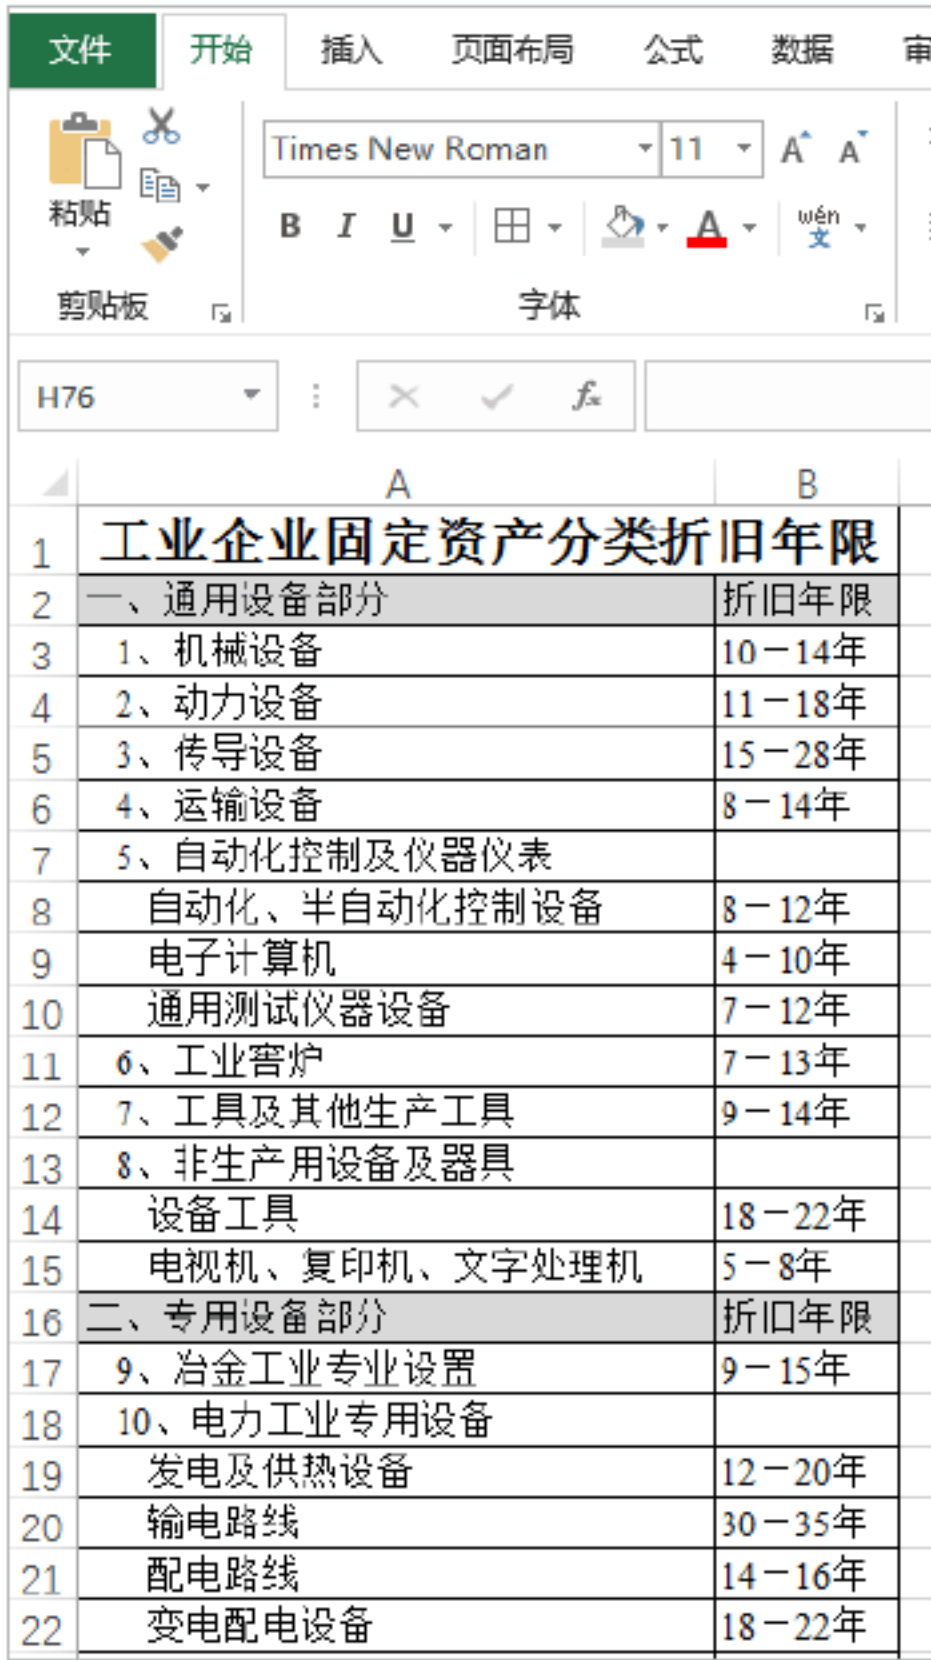 文件 开始 插入 页面布局 公式 数据 审
Times New Roman 11 A A
粘贴 B I U A wén 文
剪贴板 字体
H76 fx
A B
1 工业企业固定资产分类折旧年限
2 一、通用设备部分 折旧年限
3 1、机械设备 10－14年
4 2、动力设备 11－18年
5 3、传导设备 15－28年
6 4、运输设备 8－14年
7 5、自动化控制及仪器仪表
8 自动化、半自动化控制设备 8－12年
9 电子计算机 4－10年
10 通用测试仪器设备 7－12年
11 6、工业窑炉 7－13年
12 7、工具及其他生产工具 9－14年
13 8、非生产用设备及器具
14 设备工具 18－22年
15 电视机、复印机、文字处理机 5－8年
16 二、专用设备部分 折旧年限
17 9、冶金工业专业设置 9－15年
18 10、电力工业专用设备
19 发电及供热设备 12－20年
20 输电路线 30－35年
21 配电路线 14－16年
22 变电配电设备 18－22年